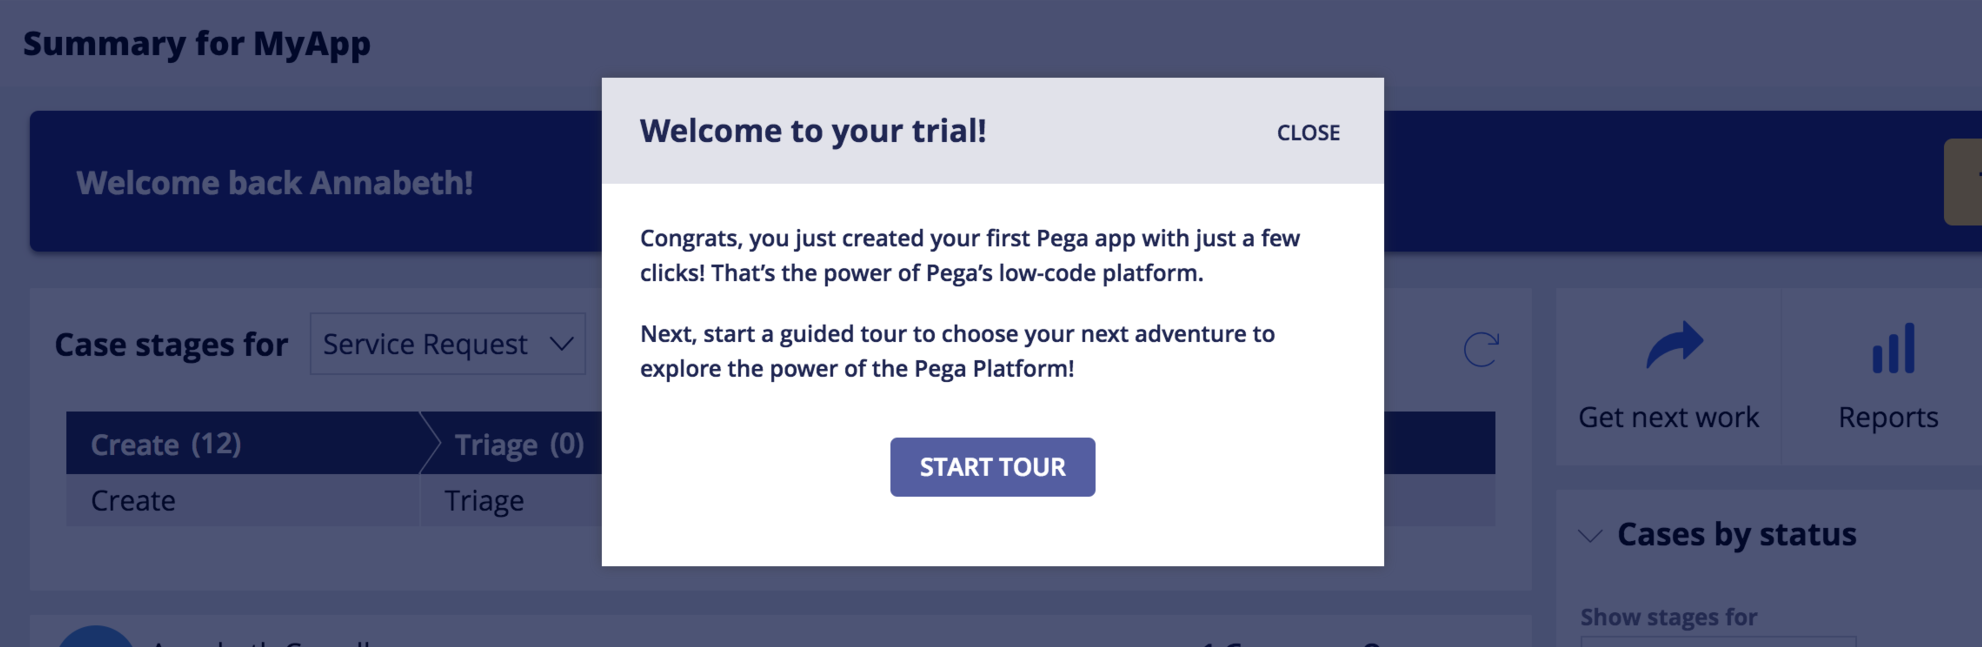 Summary for MyApp
Welcome back Annabeth!
Welcome to your trial!
CLOSE
Congrats, you just created your first Pega app with just a few
clicks! That’s the power of Pega’s low-code platform.
Next, start a guided tour to choose your next adventure to
explore the power of the Pega Platform!
START TOUR
Case stages for
Service Request
Create (12)
Triage (0)
Create
Triage
Get next work
Reports
Cases by status
Show stages for